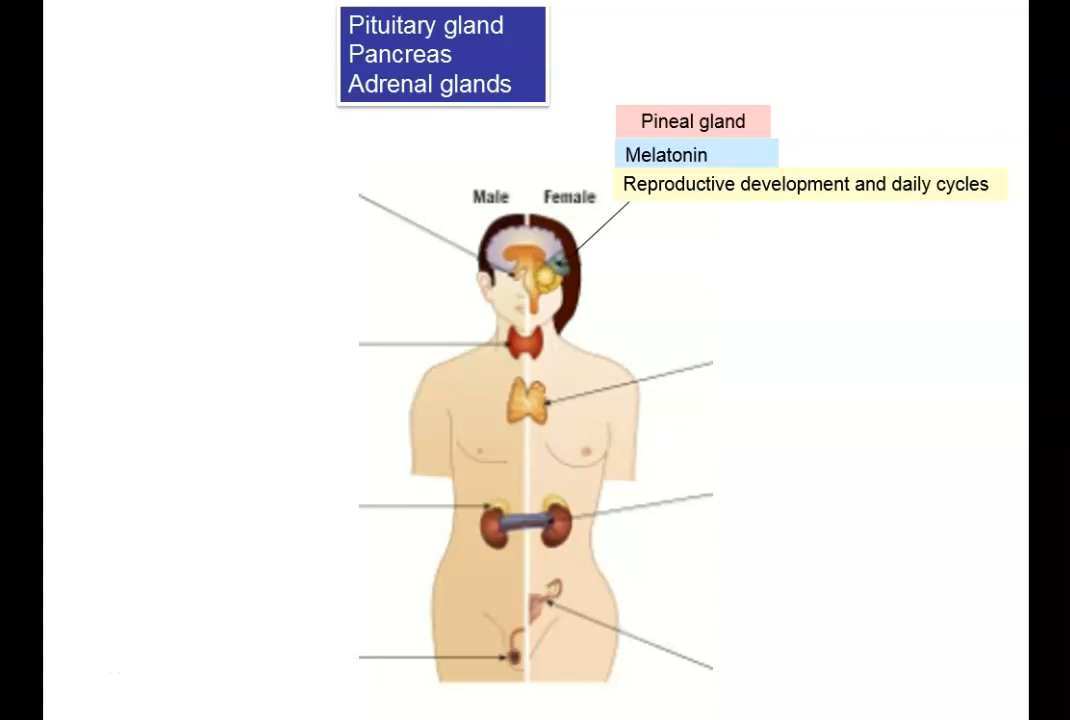 Pituitary gland
Pancreas
Adrenal glands
Pineal gland
Melatonin
Reproductive development and daily cycles
Male
Female